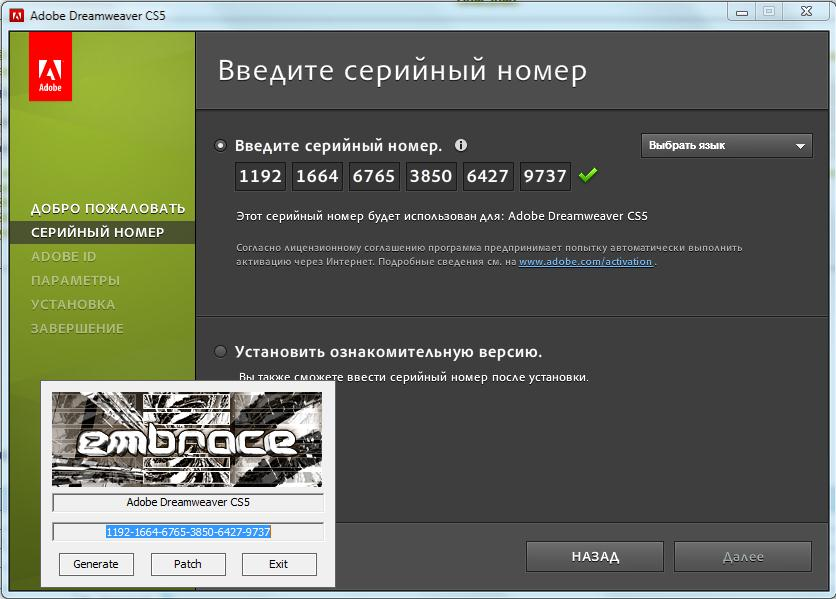 Adobe Dreamweaver CS5
Adobe
Введите серийный номер
Введите серийный номер.
Выбрать язык
1192 1664 6765 3850 6427 9737
Этот серийный номер будет использован для: Adobe Dreamweaver CS5
Согласно лицензионному соглашению программа предпринимает попытку автоматически выполнить
активацию через Интернет. Подробные сведения см. на www.adobe.com/activation .
ДОБРО ПОЖАЛОВАТЬ
СЕРИЙНЫЙ НОМЕР
ADOBE ID
ПАРАМЕТРЫ
УСТАНОВКА
ЗАВЕРШЕНИЕ
Установить ознакомительную версию.
Вы также сможете ввести серийный номер после установки.
embrace
Adobe Dreamweaver CS5
1192-1664-6765-3850-6427-9737
Generate
Patch
Exit
НАЗАД
Далее